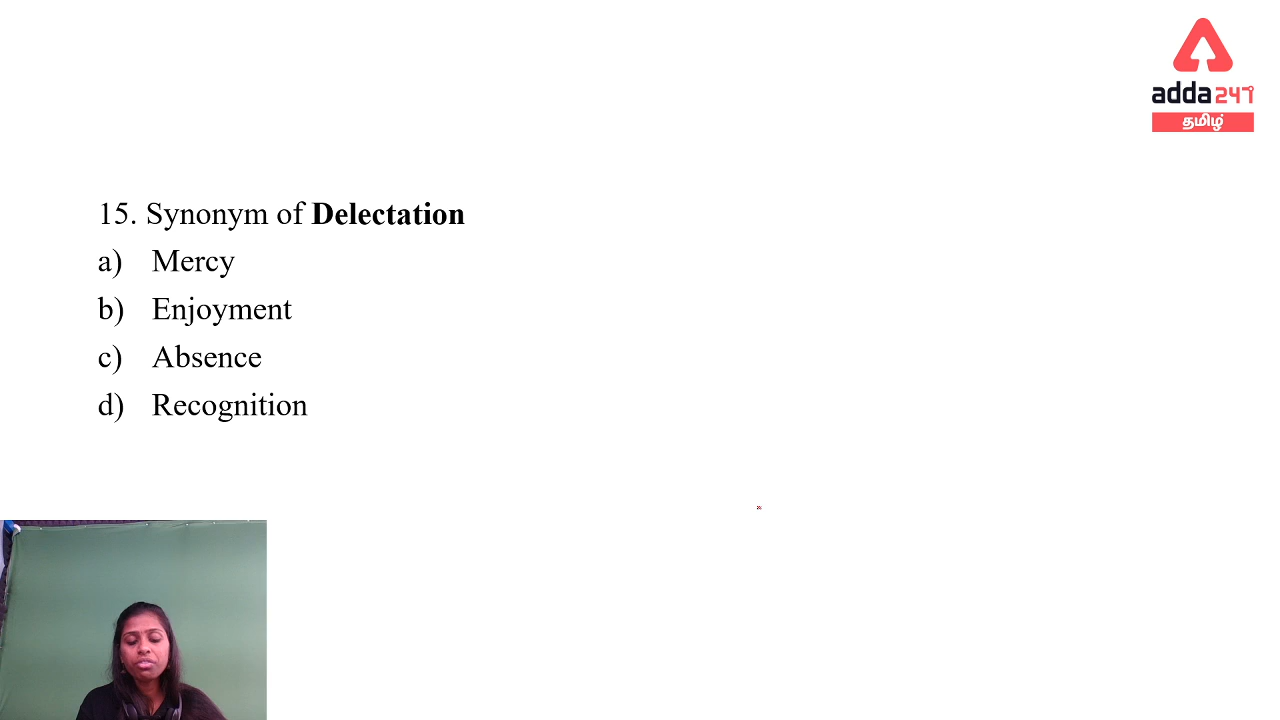 adda247
தமிழ்
15. Synonym of Delectation
a) Mercy
b) Enjoyment
c) Absence
d) Recognition